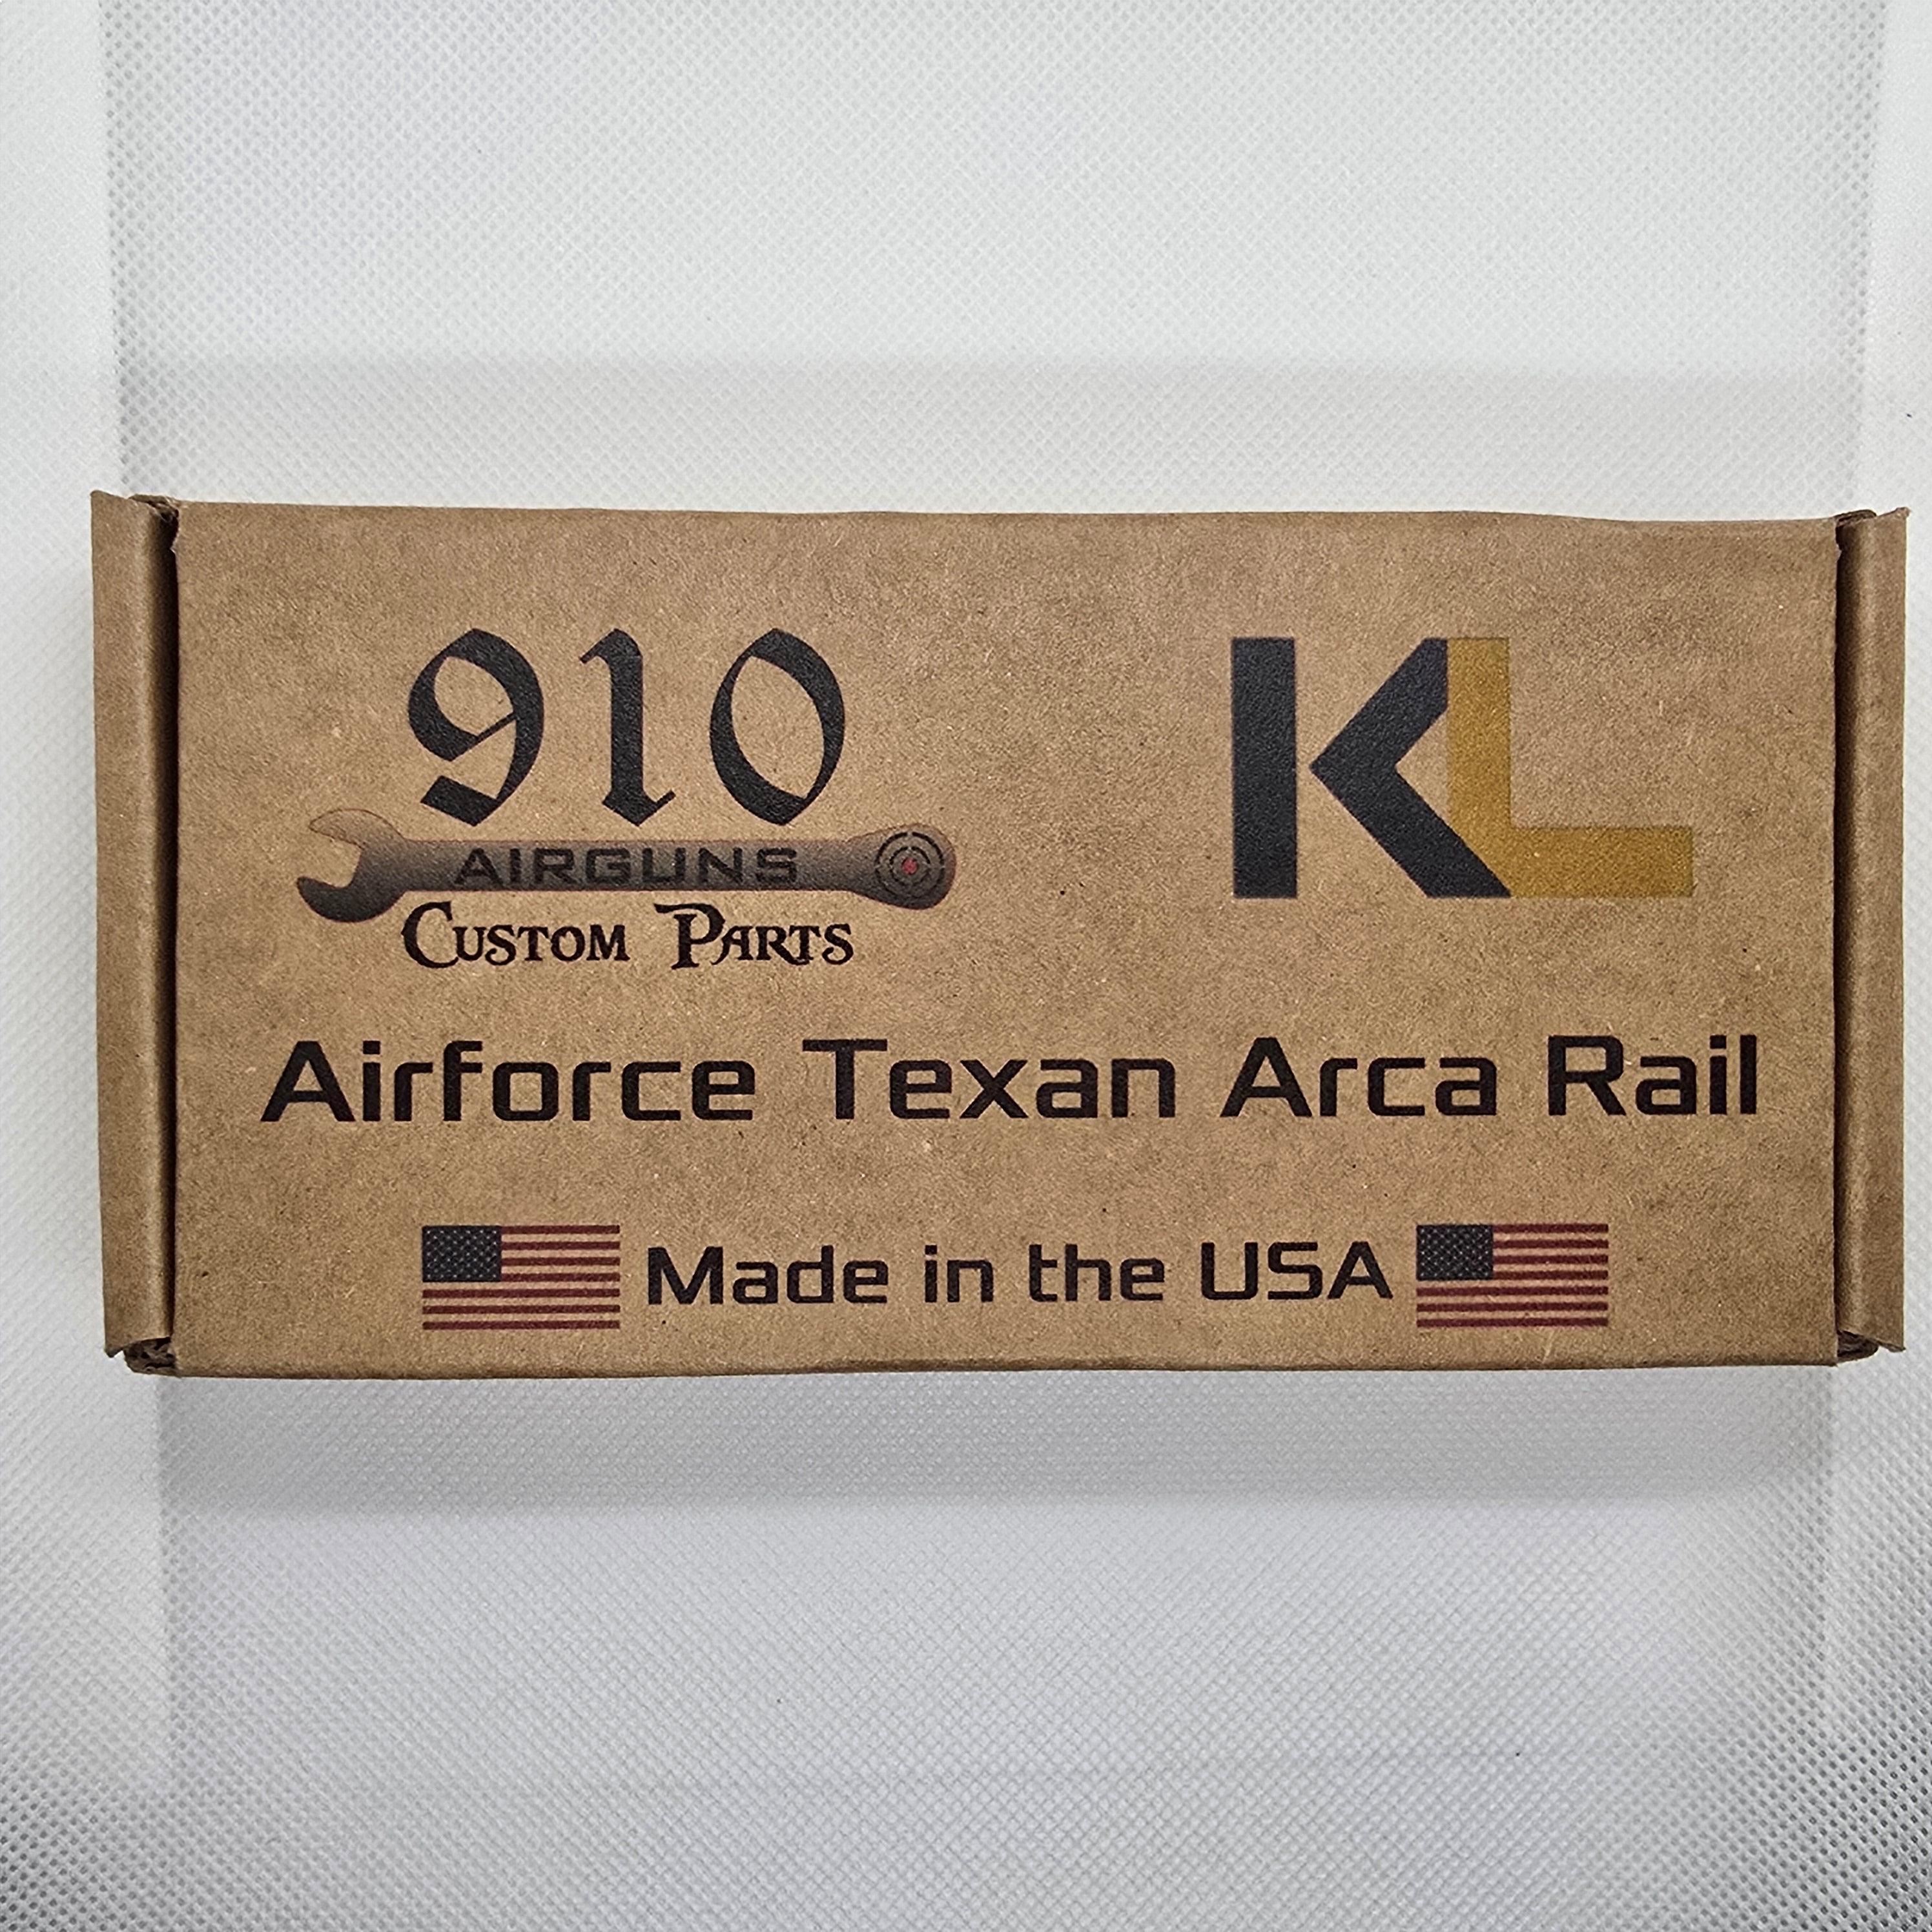 910
AIRGUNS
CUSTOM PARTS
KL
Airforce Texan Arca Rail
Made in the USA